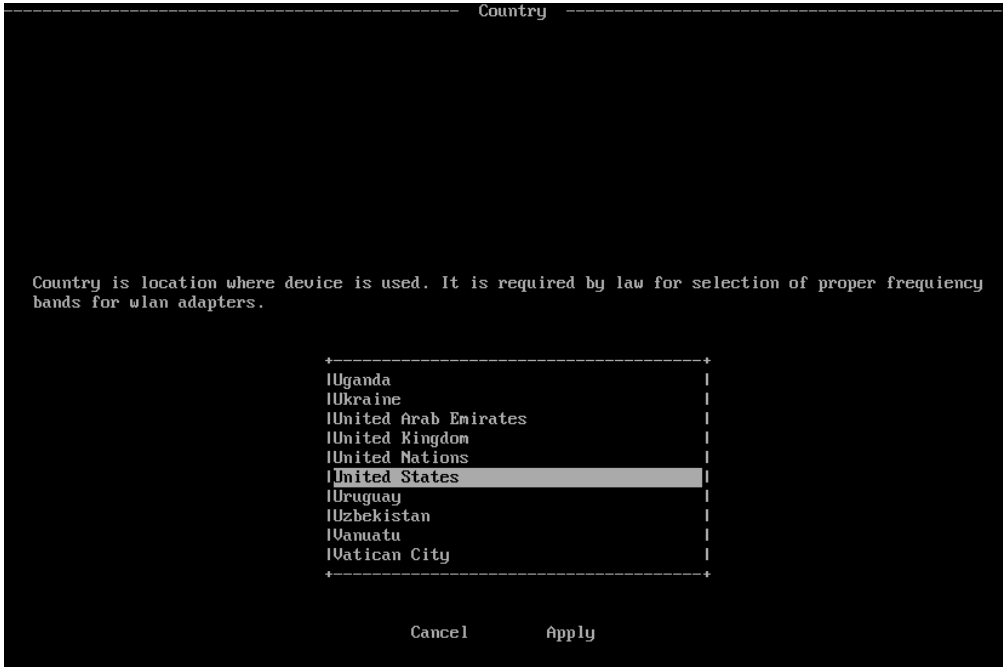 Country
Country is location where device is used. It is required by law for selection of proper frequiency
bands for wlan adapters.
Uganda
Ukraine
United Arab Emirates
United Kingdom
United Nations
United States
Uruguay
Uzbekistan
Vanuatu
Vatican City
Cancel Apply